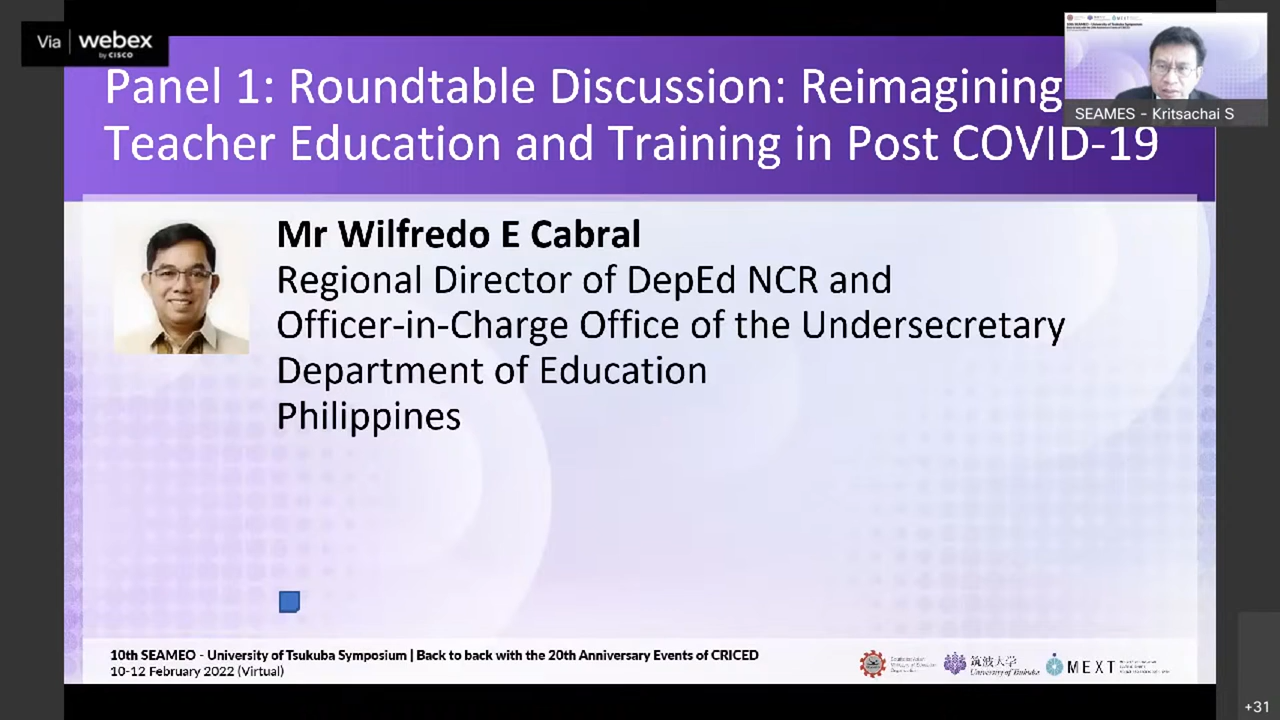 Via webex
by CISCO
Panel 1: Roundtable Discussion: Reimagining
Teacher Education and Training in Post COVID-19
SEAMES - Kritsachai S
Mr Wilfredo E Cabral
Regional Director of DepEd NCR and
Officer-in-Charge Office of the Undersecretary
Department of Education
Philippines
10th SEAMEO - University of Tsukuba Symposium | Back to back with the 20th Anniversary Events of CRICED
10-12 February 2022 (Virtual)
筑波大学
University of Tsukuba
MEXT
+31